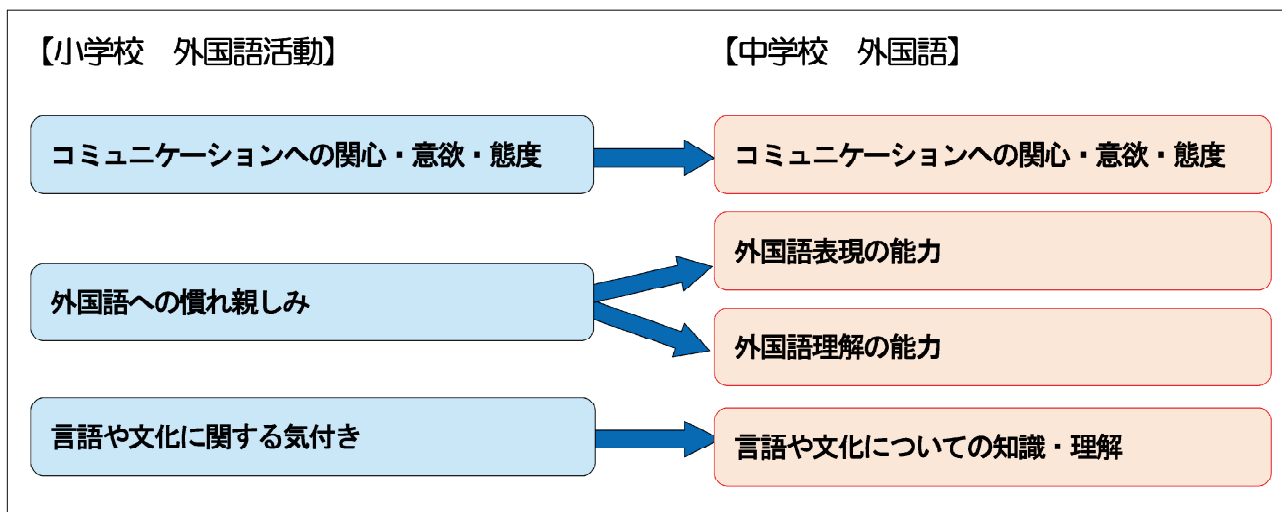 【小学校　外国語活動】
【中学校　外国語】
コミュニケーションへの関心・意欲・態度
コミュニケーションへの関心・意欲・態度
外国語への慣れ親しみ
外国語表現の能力
外国語理解の能力
言語や文化に関する気付き
言語や文化についての知識・理解